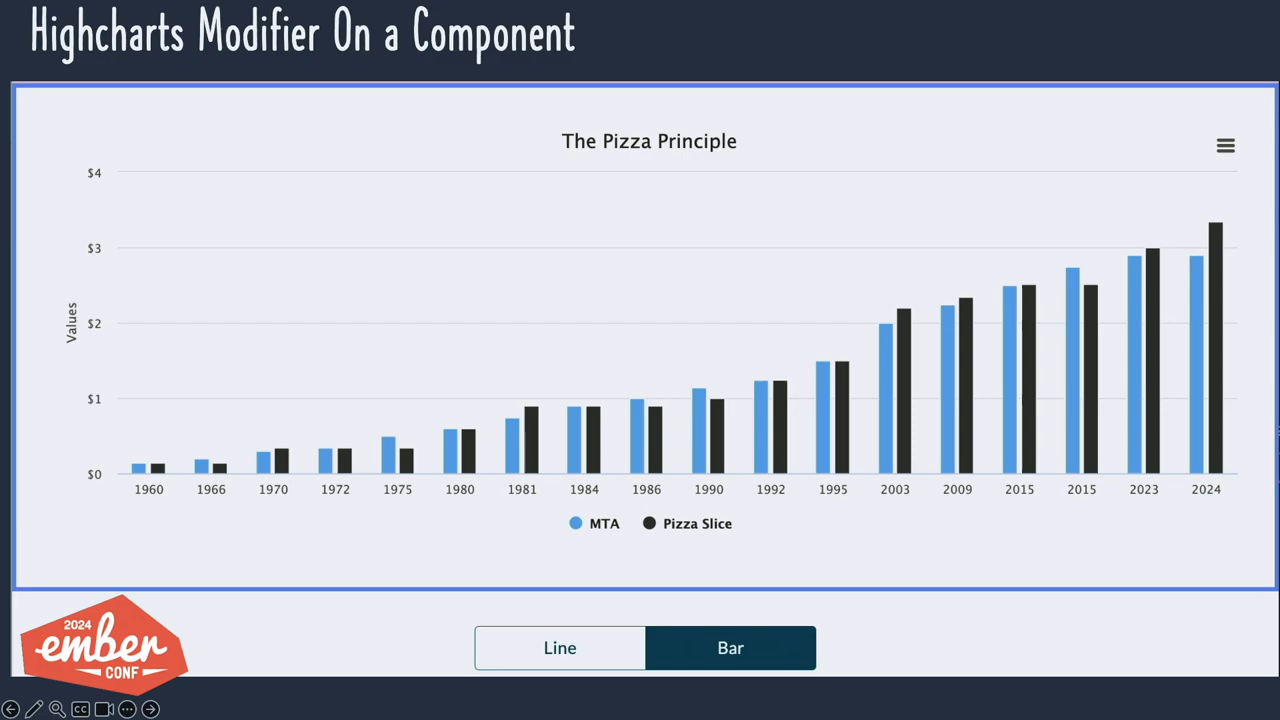 Highcharts Modifier On a Component
The Pizza Principle
$4
$3
$2
$1
$0
Values
1960 1966 1970 1972 1975 1980 1981 1984 1986 1990 1992 1995 2003 2009 2015 2015 2023 2024
MTA Pizza Slice
2024
ember
CONF
Line Bar
CC